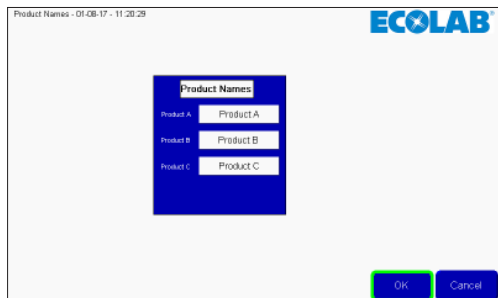 Product Names - 01-08-17 - 11:20:29
ECOLAB®
Product Names
Product A Product A
Product B Product B
Product C Product C
OK Cancel